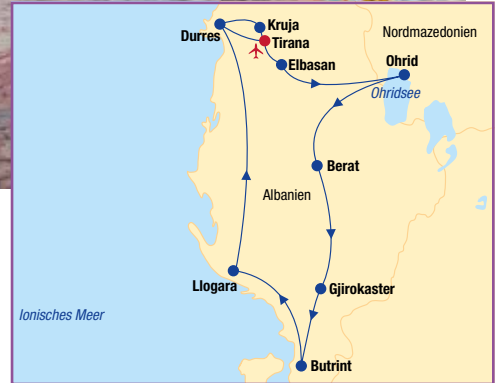 Kruja
Durres
Tirana
Nordmazedonien
Elbasan
Ohrid
Ohridsee
Berat
Albanien
Llogara
Gjirokaster
Ionisches Meer
Butrint